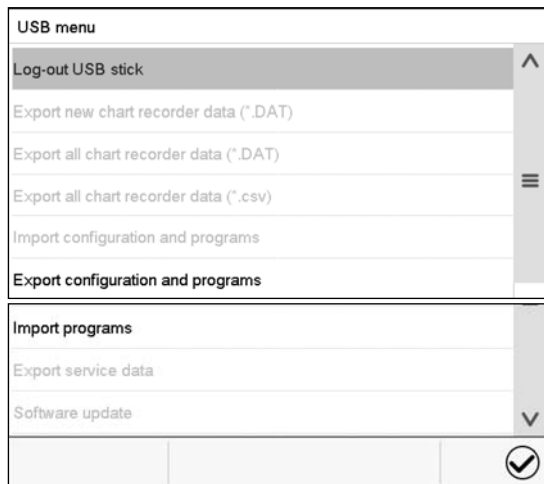 USB menu
Log-out USB stick
Export new chart recorder data (*.DAT)
Export all chart recorder data (*.DAT)
Export all chart recorder data (*.csv)
Import configuration and programs
Export configuration and programs
Import programs
Export service data
Software update